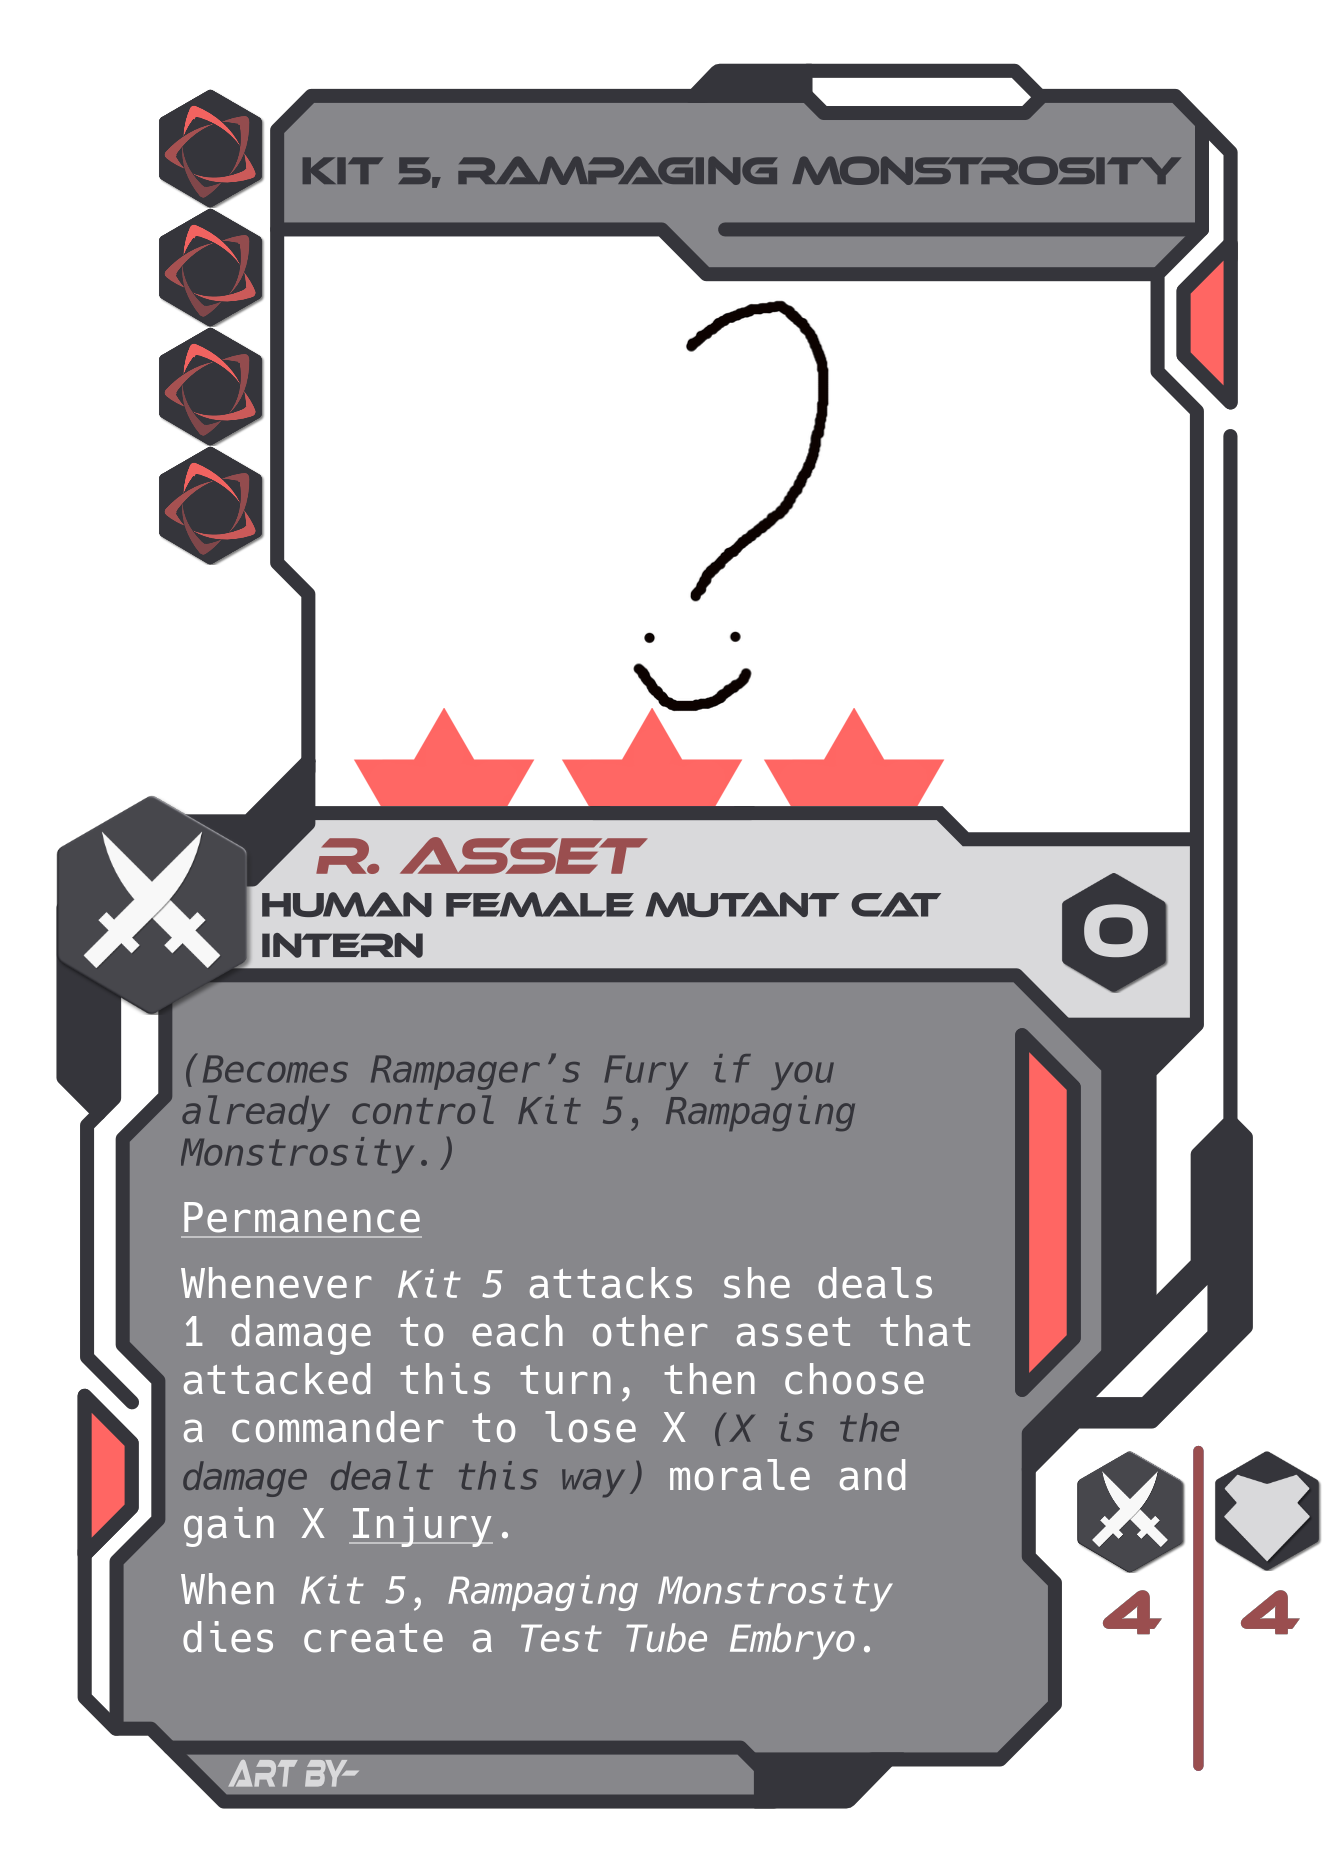 KIT 5, RAMPAGING MONSTROSITY
R. ASSET
HUMAN FEMALE MUTANT CAT
INTERN
0
(Becomes Rampager’s Fury if you
already control Kit 5, Rampaging
Monstrosity.)
Permanence
Whenever Kit 5 attacks she deals
1 damage to each other asset that
attacked this turn, then choose
a commander to lose X (X is the
damage dealt this way) morale and
gain X Injury.
When Kit 5, Rampaging Monstrosity
dies create a Test Tube Embryo.
4
4
ART BY-